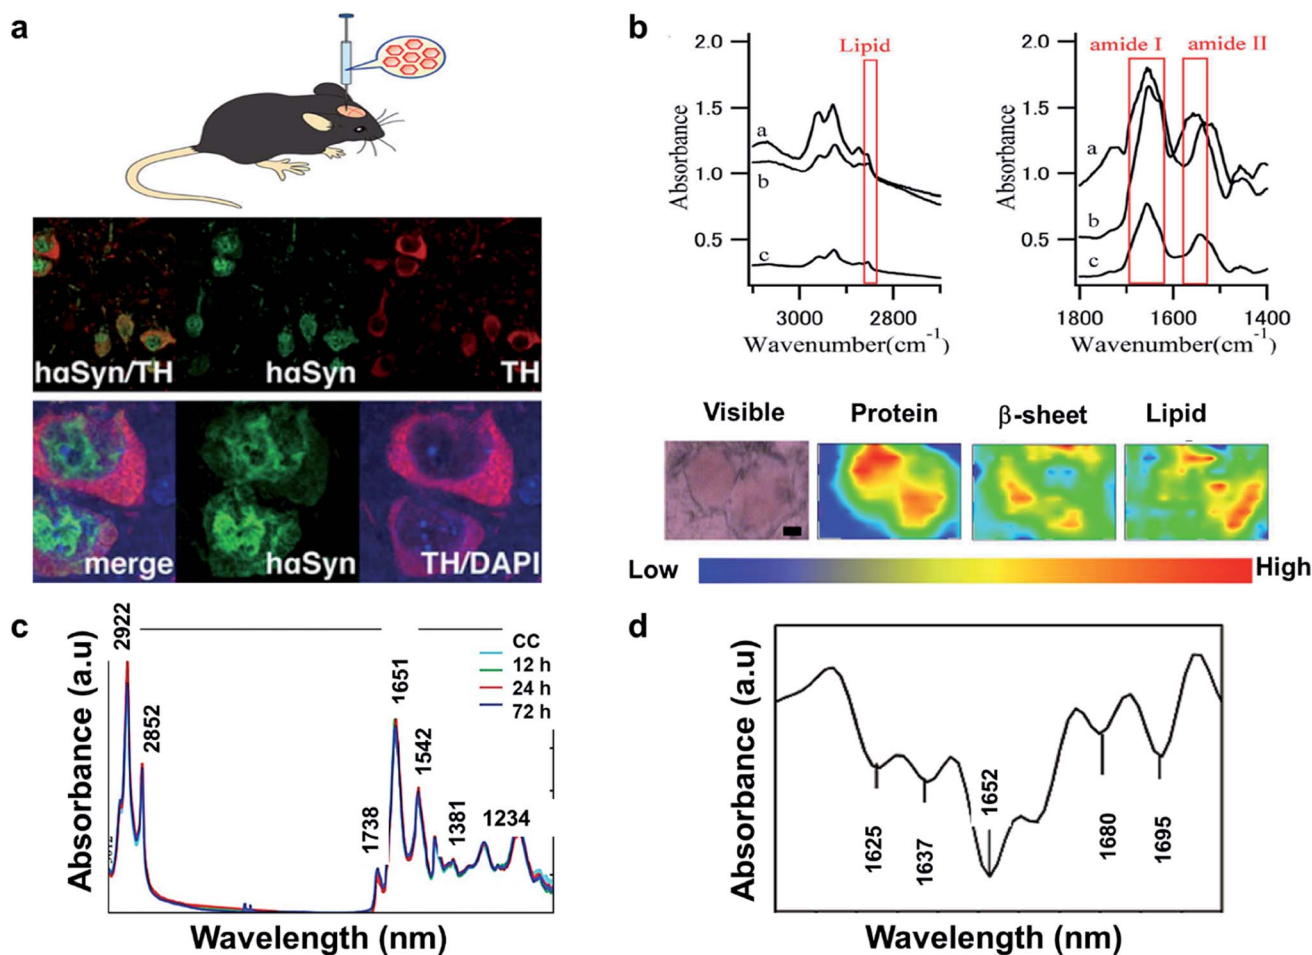 a
haSyn/TH
haSyn
TH
merge
haSyn
TH/DAPI
b
Absorbance
2.0
1.5
1.0
0.5
Lipid
a
b
c
3000
2800
Wavenumber(cm-1)
Absorbance
2.0
1.5
1.0
0.5
amide I
amide II
a
b
c
1800
1600
1400
Wavenumber(cm-1)
Visible
Protein
β-sheet
Lipid
Low
High
c
Absorbance (a.u)
2922
2852
1738
1651
1542
1381
1234
CC
12 h
24 h
72 h
Wavelength (nm)
d
Absorbance (a.u)
1625
1637
1652
1680
1695
Wavelength (nm)